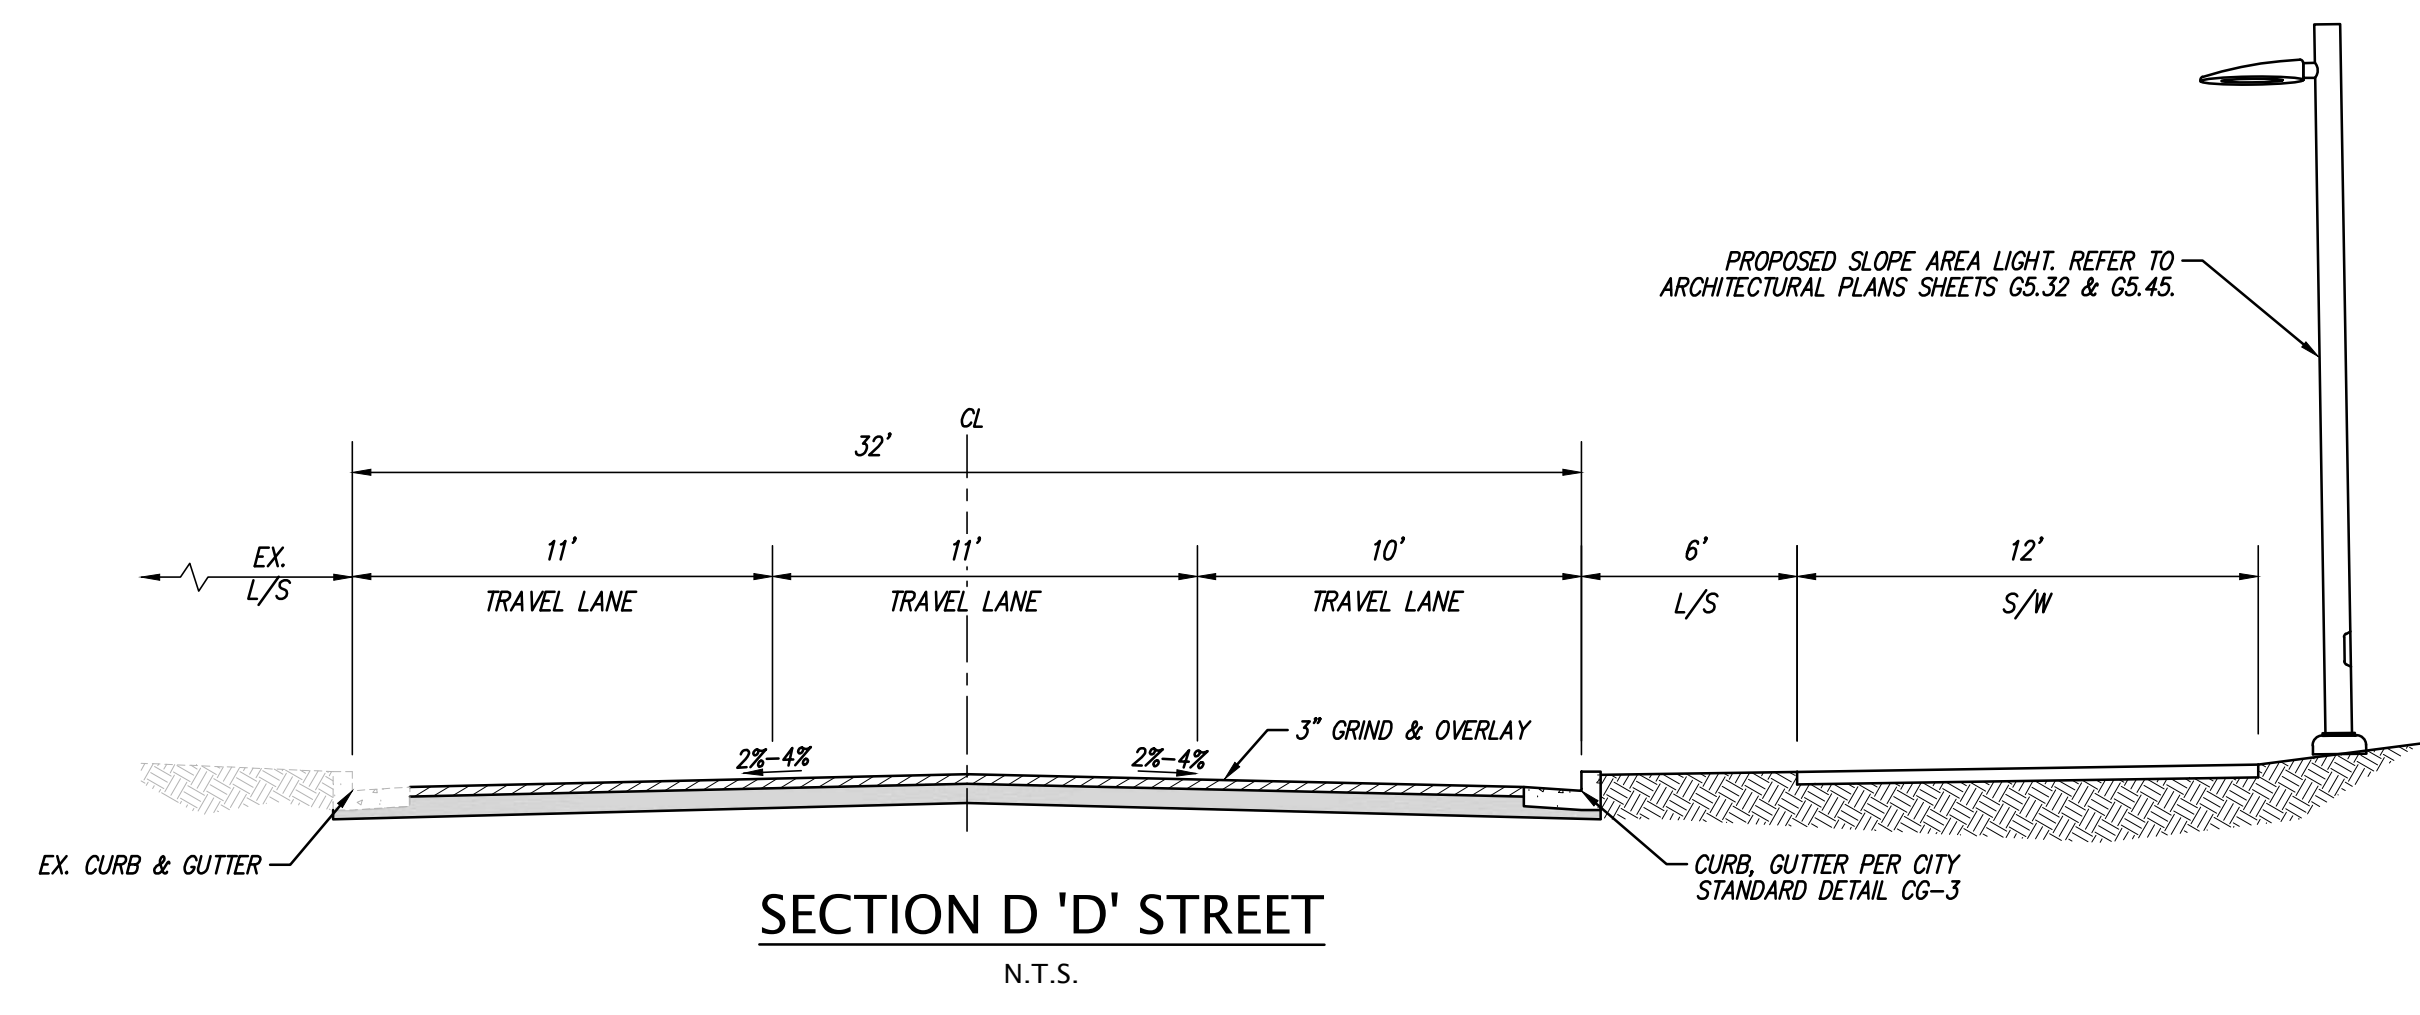 PROPOSED SLOPE AREA LIGHT. REFER TO
ARCHITECTURAL PLANS SHEETS G5.32 & G5.45.
CL
32'
EX.
L/S
11'
TRAVEL LANE
11'
TRAVEL LANE
10'
TRAVEL LANE
6'
L/S
12'
S/W
2%-4%
2%-4%
3" GRIND & OVERLAY
EX. CURB & GUTTER
CURB, GUTTER PER CITY
STANDARD DETAIL CG-3
SECTION D 'D' STREET
N.T.S.